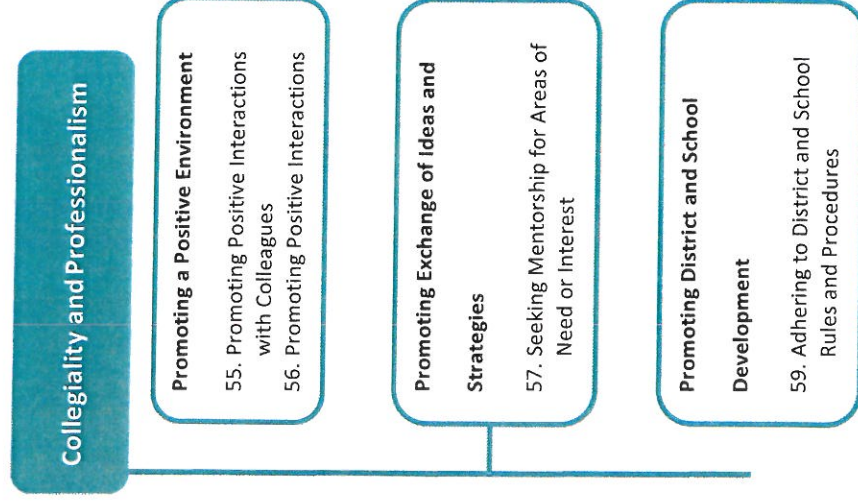 Collegiality and Professionalism
Promoting a Positive Environment
55. Promoting Positive Interactions
with Colleagues
56. Promoting Positive Interactions
Promoting Exchange of Ideas and
Strategies
57. Seeking Mentorship for Areas of
Need or Interest
Promoting District and School
Development
59. Adhering to District and School
Rules and Procedures